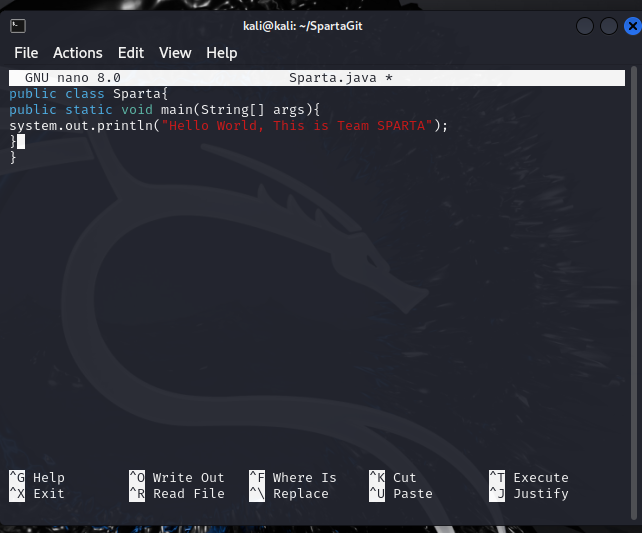 kali@kali: ~/SpartaGit
File Actions Edit View Help
GNU nano 8.0 Sparta.java *
public class Sparta{
public static void main(String[] args){
system.out.println("Hello World, This is Team SPARTA");
}
}
^G Help ^O Write Out ^F Where Is ^K Cut ^T Execute
^X Exit ^R Read File ^\ Replace ^U Paste ^J Justify